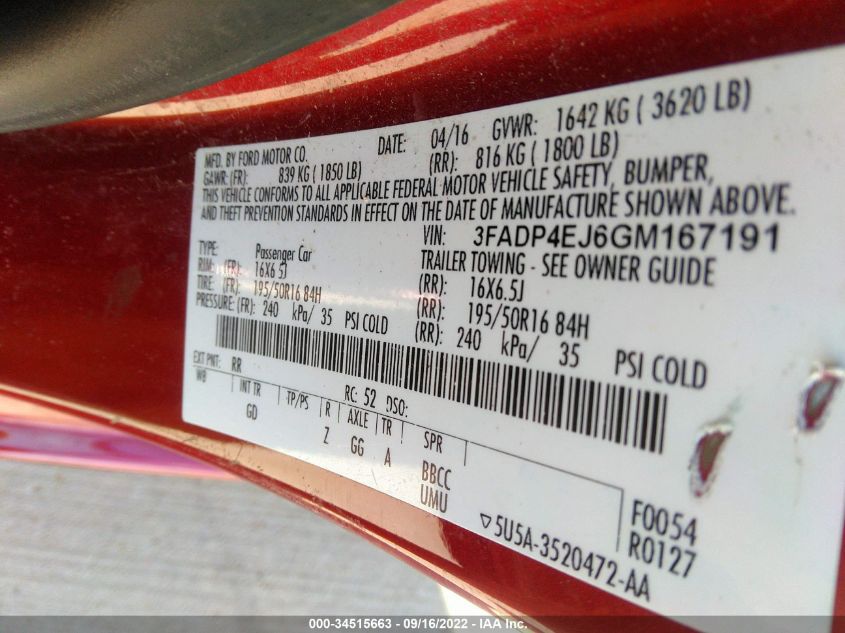 MFD. BY FORD MOTOR CO. DATE: 04/16 GVWR: 1642 KG ( 3620 LB)
GAWR: (FR): 839 KG ( 1850 LB) (RR): 816 KG ( 1800 LB)
THIS VEHICLE CONFORMS TO ALL APPLICABLE FEDERAL MOTOR VEHICLE SAFETY, BUMPER,
AND THEFT PREVENTION STANDARDS IN EFFECT ON THE DATE OF MANUFACTURE SHOWN ABOVE.
VIN: 3FADP4EJ6GM167191
TYPE: Passenger Car TRAILER TOWING - SEE OWNER GUIDE
RIM: (FR): 16X6.5J (RR): 16X6.5J
TIRE: (FR): 195/50R16 84H (RR): 195/50R16 84H
PRESSURE: (FR): 240 kPa/ 35 PSI COLD (RR): 240 kPa/ 35 PSI COLD
EXT PNT: RR RC: 52 DSO:
WB INT TR TP/PS R AXLE TR SPR
GD Z GG A BBCC
UMU
F0054
R0127
5U5A-3520472-AA
000-34515663 - 09/16/2022 - IAA Inc.